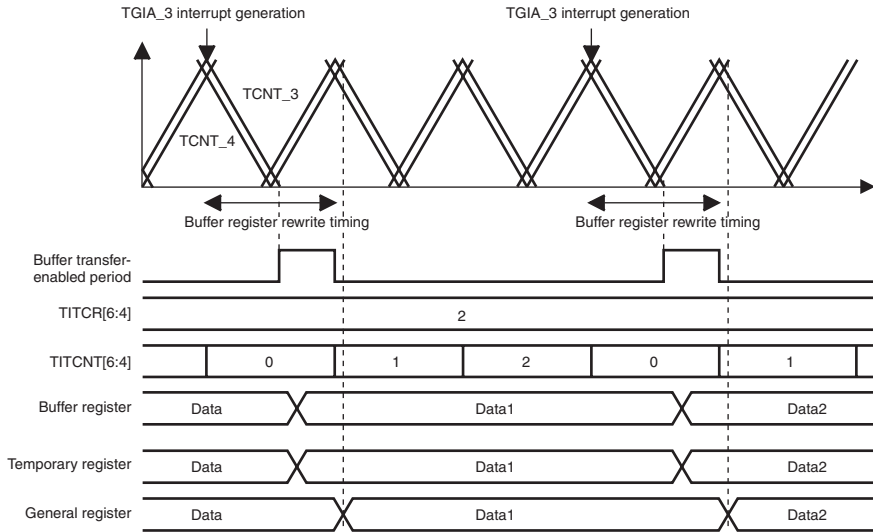 TGIA_3 interrupt generation
TGIA_3 interrupt generation
TCNT_3
TCNT_4
Buffer register rewrite timing
Buffer register rewrite timing
Buffer transfer-
enabled period
TITCR[6:4]
2
TITCNT[6:4]
0
1
2
0
1
Buffer register
Data
Data1
Data2
Temporary register
Data
Data1
Data2
General register
Data
Data1
Data2